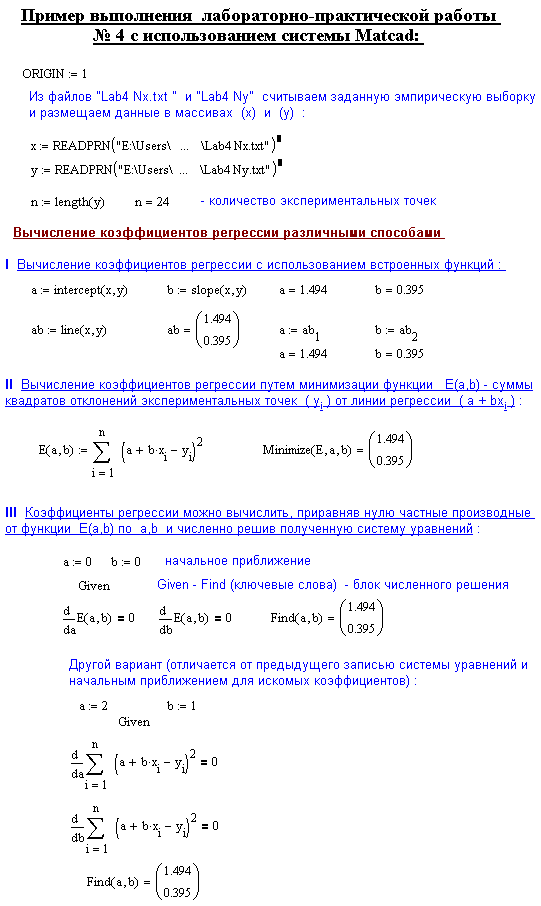 Пример выполнения лабораторно-практической работы
№ 4 с использованием системы Matcad:
ORIGIN := 1
Из файлов "Lab4 Nx.txt " и "Lab4 Ny" считываем заданную эмпирическую выборку
и размещаем данные в массивах (x) и (y) :
x := READPRN("E:\Users\ ... \Lab4 Nx.txt")
y := READPRN("E:\Users\ ... \Lab4 Ny.txt")
n := length(y) n = 24 - количество экспериментальных точек
Вычисление коэффициентов регрессии различными способами
I Вычисление коэффициентов регрессии с использованием встроенных функций :
a := intercept(x,y) b := slope(x,y) a = 1.494 b = 0.395
ab := line(x,y) ab = (1.494 0.395) a := ab1 b := ab2
a = 1.494 b = 0.395
II Вычисление коэффициентов регрессии путем минимизации функции E(a,b) - суммы
квадратов отклонений экспериментальных точек ( yi ) от линии регрессии ( a + bxi ) :
E(a,b) := n ∑ i = 1 (a + b·xi − yi)2 Minimize(E,a,b) = (1.494 0.395)
III Коэффициенты регрессии можно вычислить, приравняв нулю частные производные
от функции E(a,b) по a,b и численно решив полученную систему уравнений :
a := 0 b := 0 начальное приближение
Given Given - Find (ключевые слова) - блок численного решения
d/da E(a,b) = 0 d/db E(a,b) = 0 Find(a,b) = (1.494 0.395)
Другой вариант (отличается от предыдущего записью системы уравнений и
начальным приближением для искомых коэффициентов) :
a := 2 b := 1
Given
d/da n ∑ i = 1 (a + b·xi − yi)2 = 0
d/db n ∑ i = 1 (a + b·xi − yi)2 = 0
Find(a,b) = (1.494 0.395)